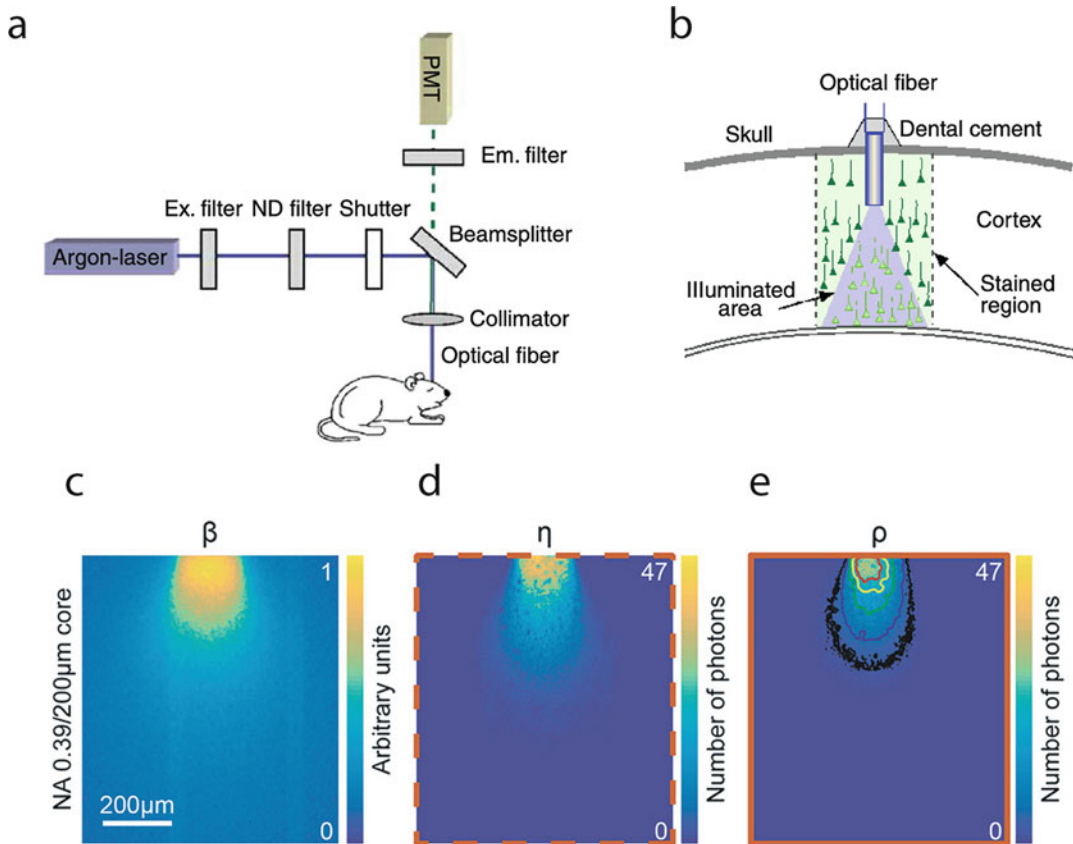 a
PMT
Em. filter
Ex. filter ND filter Shutter
Beamsplitter
Argon-laser
Collimator
Optical fiber
b
Optical fiber
Skull
Dental cement
Cortex
Illuminated
area
Stained
region
c
β
1
0
NA 0.39/200μm core
200μm
Arbitrary units
d
η
47
0
Number of photons
e
ρ
47
0
Number of photons